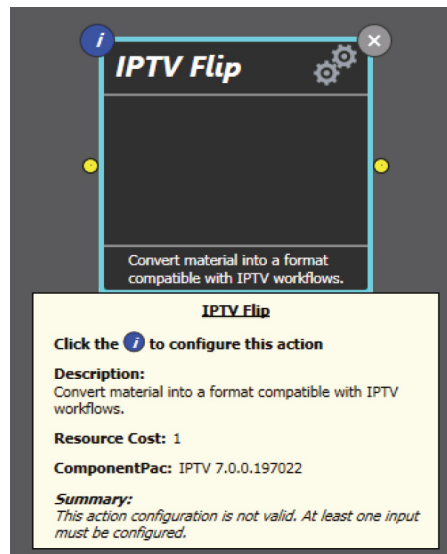 i
IPTV Flip
Convert material into a format
compatible with IPTV workflows.
IPTV Flip
Click the i to configure this action
Description:
Convert material into a format compatible with IPTV
workflows.
Resource Cost: 1
ComponentPac: IPTV 7.0.0.197022
Summary:
This action configuration is not valid. At least one input
must be configured.